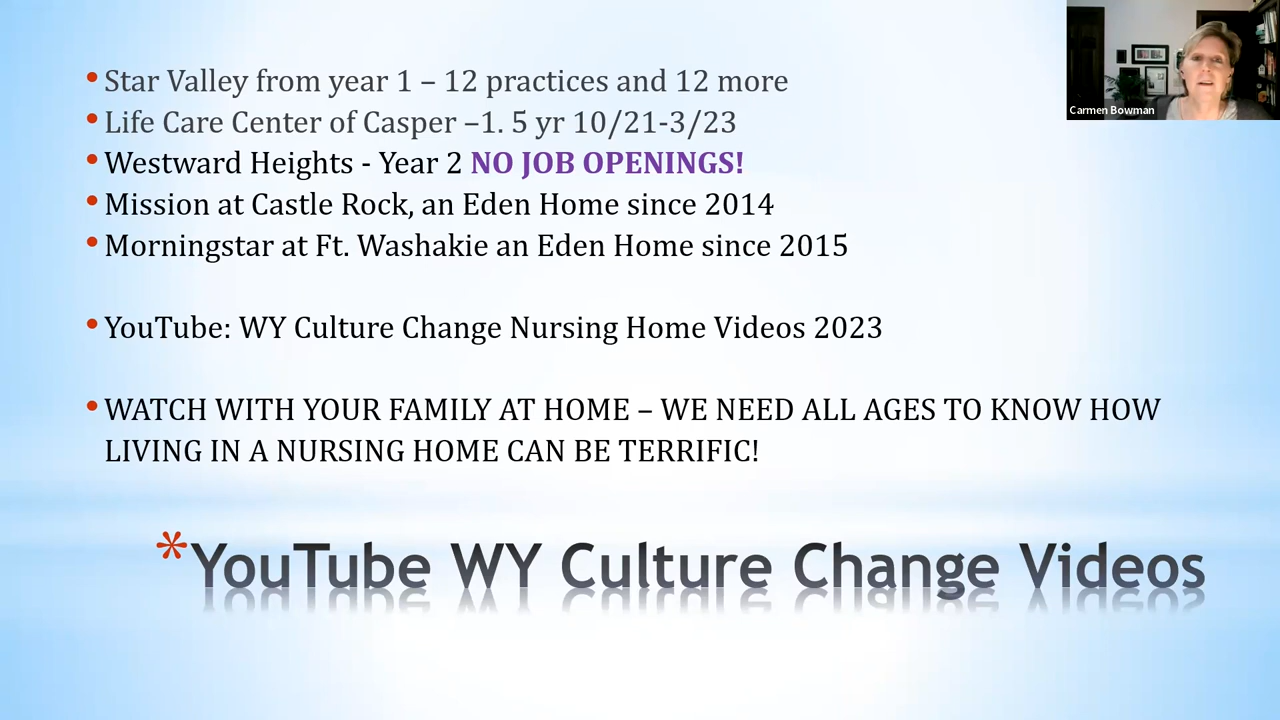 • Star Valley from year 1 – 12 practices and 12 more
• Life Care Center of Casper –1. 5 yr 10/21-3/23
• Westward Heights - Year 2 NO JOB OPENINGS!
• Mission at Castle Rock, an Eden Home since 2014
• Morningstar at Ft. Washakie an Eden Home since 2015
• YouTube: WY Culture Change Nursing Home Videos 2023
• WATCH WITH YOUR FAMILY AT HOME – WE NEED ALL AGES TO KNOW HOW
LIVING IN A NURSING HOME CAN BE TERRIFIC!
*YouTube WY Culture Change Videos
Carmen Bowman